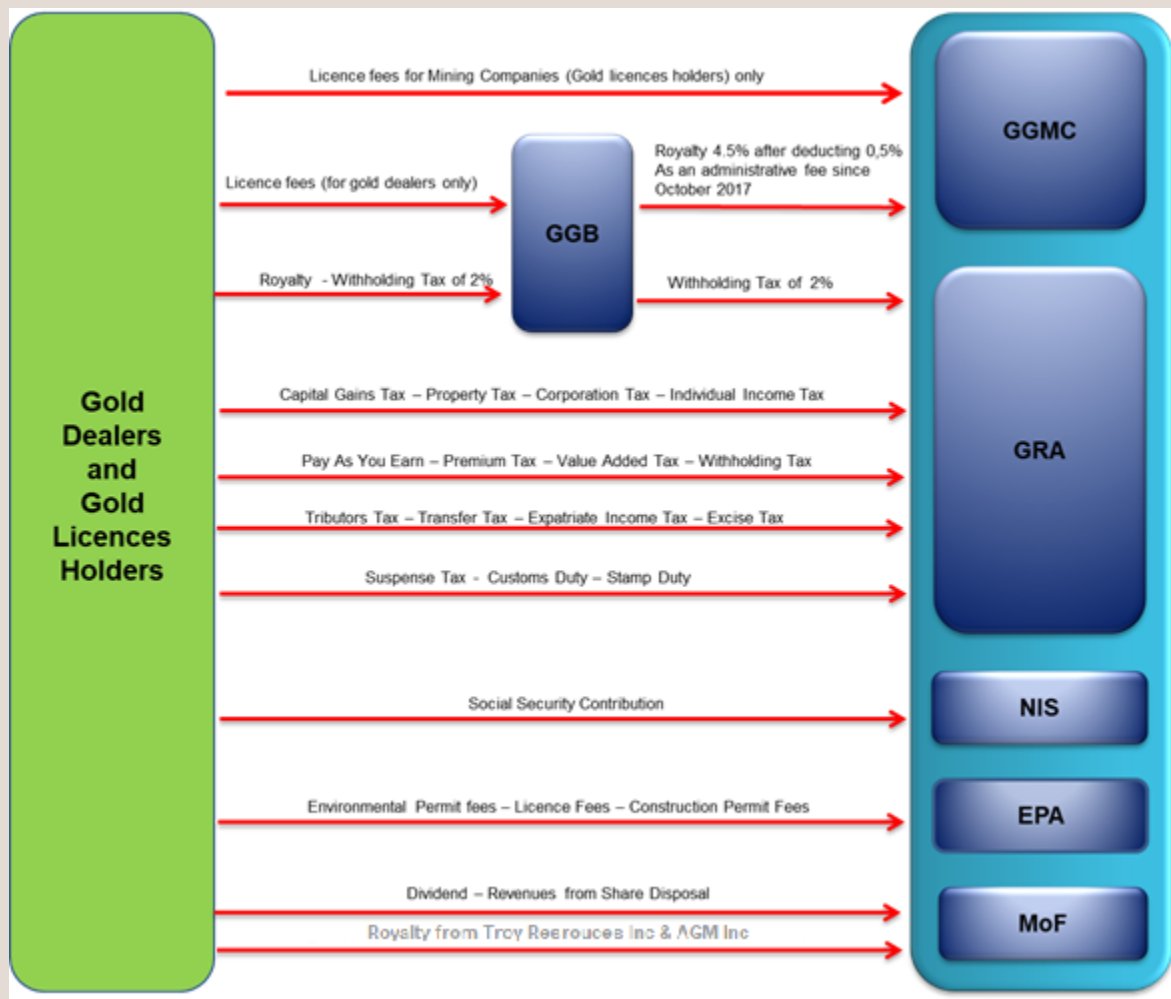 Licence fees for Mining Companies (Gold licences holders) only
GGMC
Royalty 4.5% after deducting 0,5%
As an administrative fee since
October 2017
Licence fees (for gold dealers only)
GGB
Royalty - Withholding Tax of 2%
Withholding Tax of 2%
Gold
Dealers
and
Gold
Licences
Holders
Capital Gains Tax – Property Tax – Corporation Tax – Individual Income Tax
GRA
Pay As You Earn – Premium Tax – Value Added Tax – Withholding Tax
Tributors Tax – Transfer Tax – Expatriate Income Tax – Excise Tax
Suspense Tax - Customs Duty – Stamp Duty
Social Security Contribution
NIS
Environmental Permit fees – Licence Fees – Construction Permit Fees
EPA
Dividend – Revenues from Share Disposal
MoF
Royalty from Troy Reerouces Inc & AGM Inc